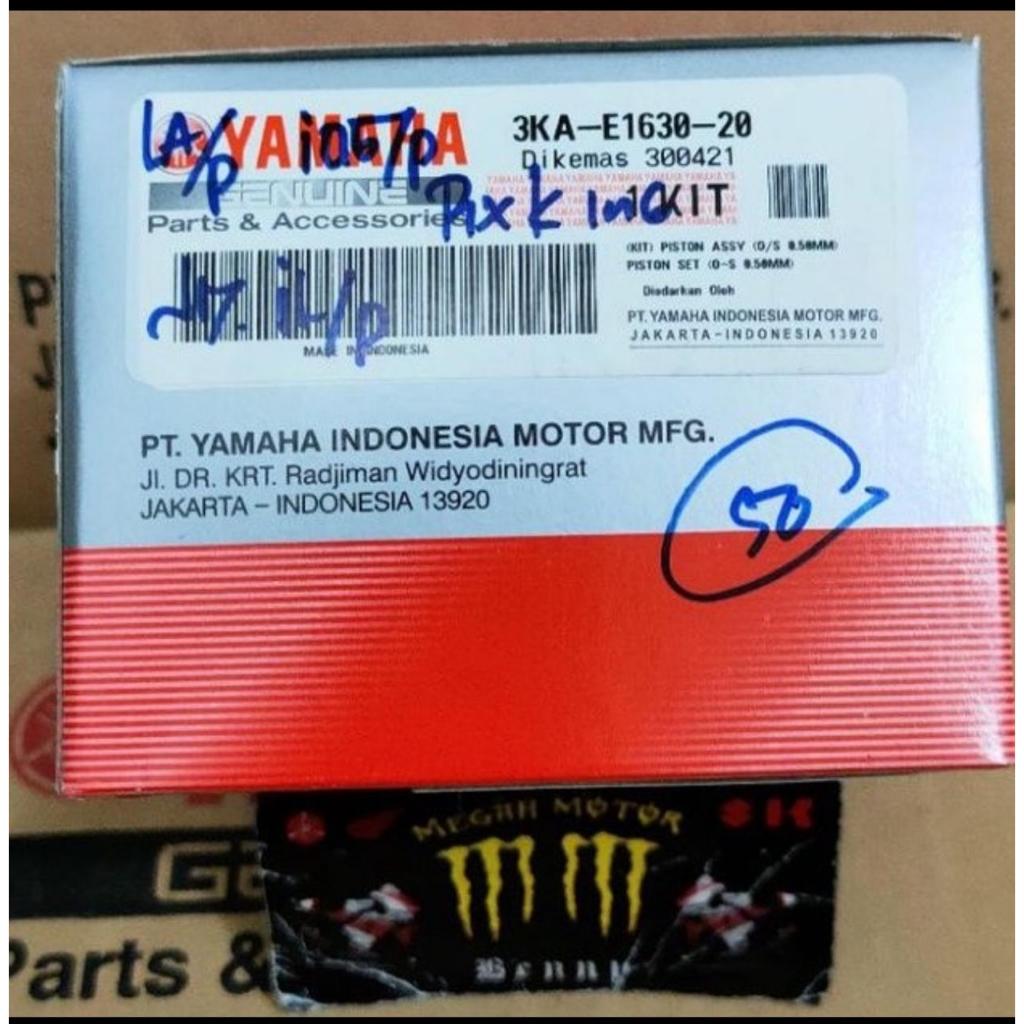 YAMAHA
GENUINE
Parts & Accessories
3KA-E1630-20
Dikemas 300421
1 KIT
(KIT) PISTON ASSY (O/S 0.50MM)
PISTON SET (O-S 0.50MM)
Diedarkan Oleh
PT. YAMAHA INDONESIA MOTOR MFG.
JAKARTA-INDONESIA 13920
MADE IN INDONESIA
PT. YAMAHA INDONESIA MOTOR MFG.
Jl. DR. KRT. Radjiman Widyodiningrat
JAKARTA – INDONESIA 13920
50
MEGAH MOTOR
Benny
Parts &